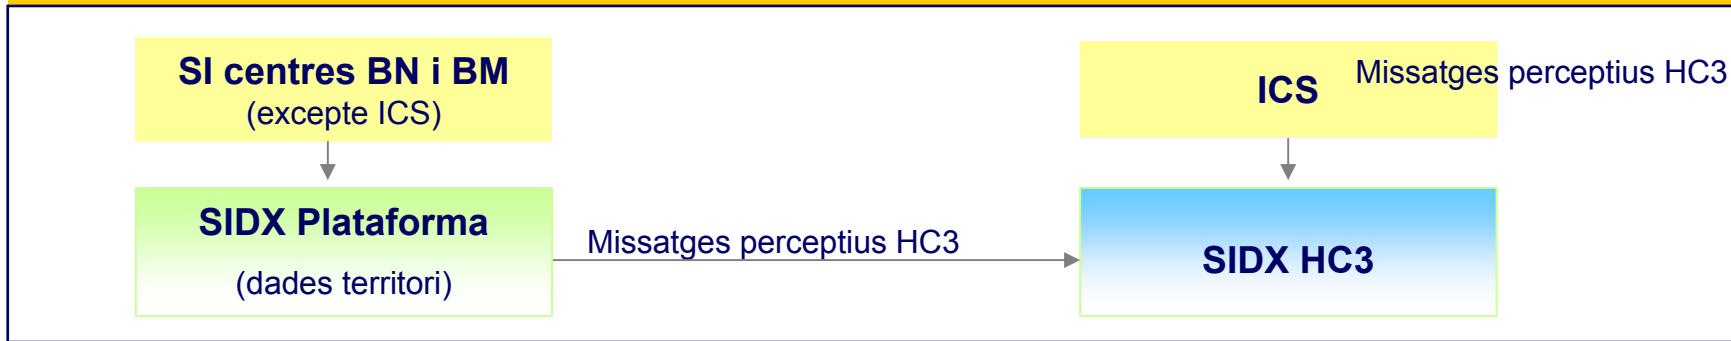 SI centres BN i BM
(excepte ICS)
ICS
Missatges perceptius HC3
SIDX Plataforma
(dades territori)
Missatges perceptius HC3
SIDX HC3